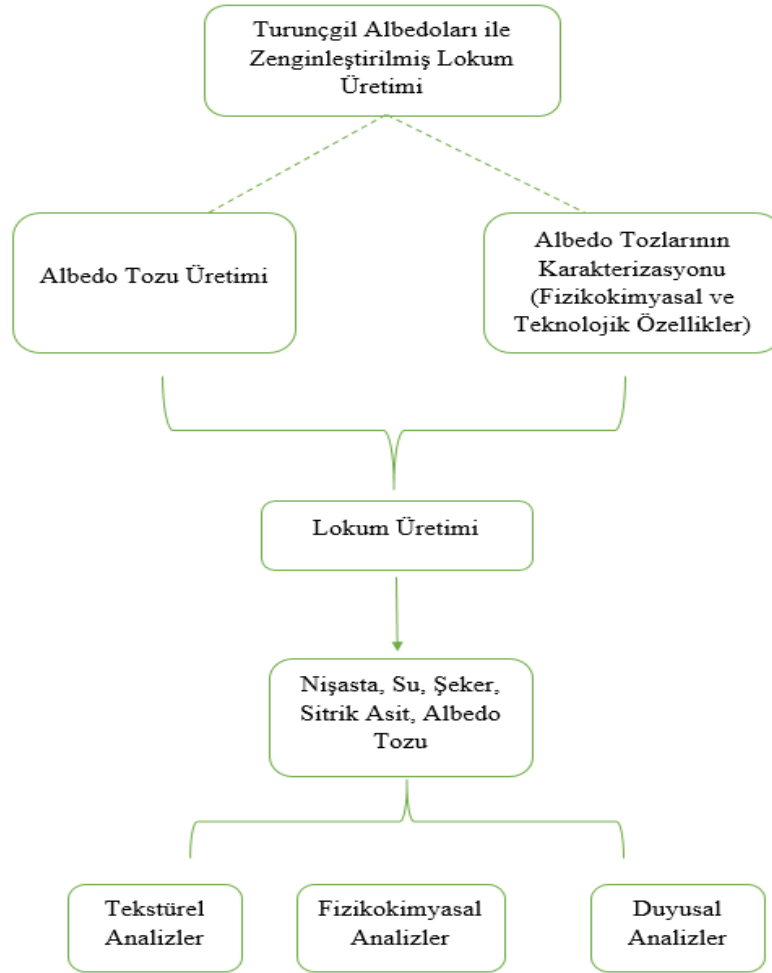 Turunçgil Albedoları ile
Zenginleştirilmiş Lokum
Üretimi
Albedo Tozu Üretimi
Albedo Tozlarının
Karakterizasyonu
(Fizikokimyasal ve
Teknolojik Özellikler)
Lokum Üretimi
Nişasta, Su, Şeker,
Sitrik Asit, Albedo
Tozu
Tekstürel
Analizler
Fizikokimyasal
Analizler
Duyusal
Analizler